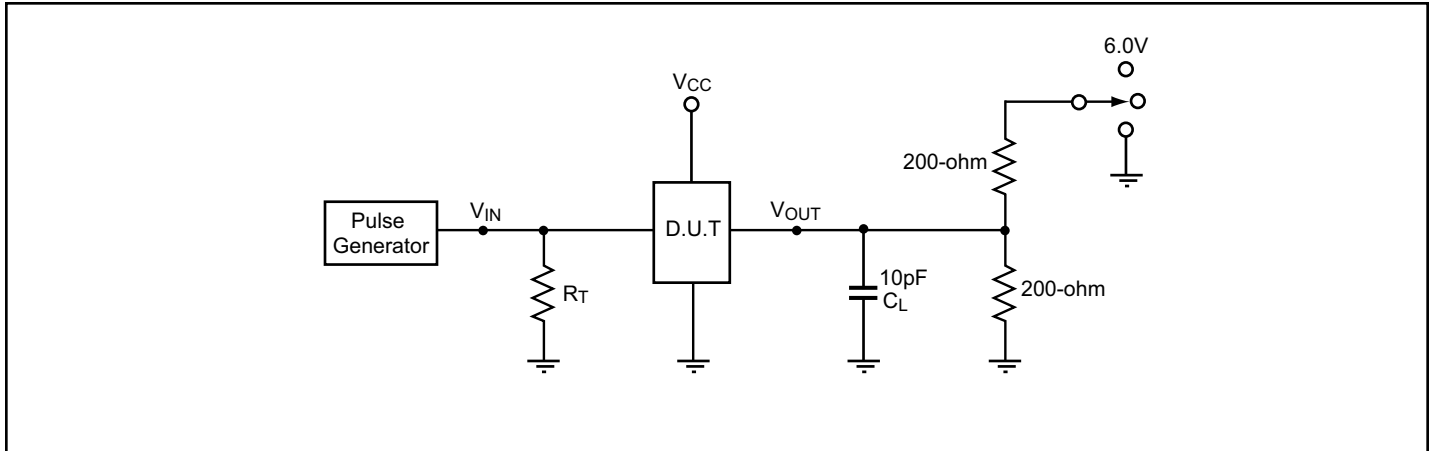 6.0V
VCC
200-ohm
Pulse
Generator
VIN
D.U.T
VOUT
RT
10pF
CL
200-ohm